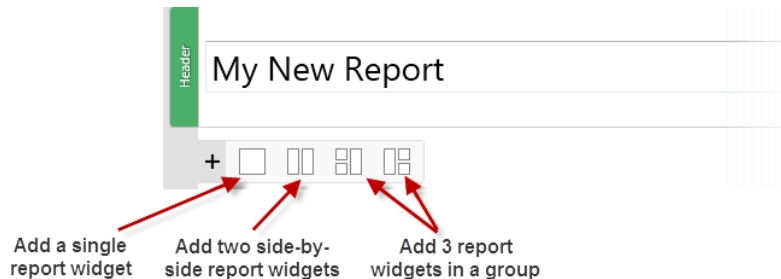 Header
My New Report
+
Add a single
report widget
Add two side-by-
side report widgets
Add 3 report
widgets in a group